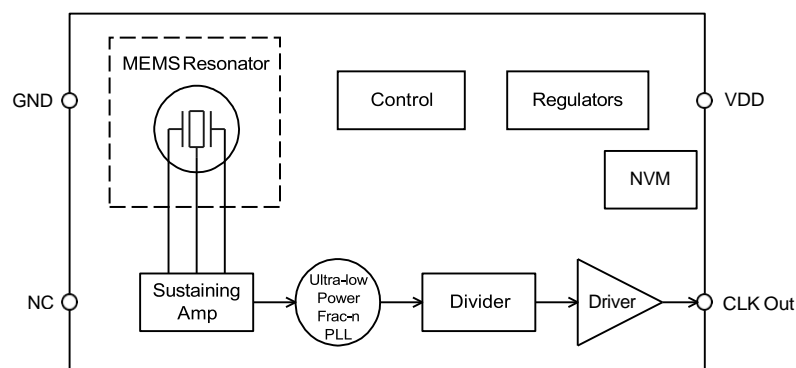 MEMS Resonator
GND
Control
Regulators
VDD
NVM
NC
Sustaining
Amp
Ultra-low
Power
Frac-n
PLL
Divider
Driver
CLK Out